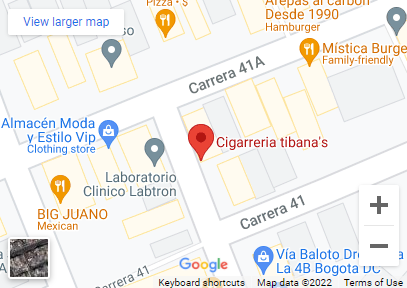 View larger map
Pizza • $
Arepas al carbón
Desde 1990
Hamburger
Carrera 41A
Mística Burge
Family-friendly
Almacén Moda
y Estilo Vip
Clothing store
Cigarreria tibana's
Laboratorio
Clinico Labtron
BIG JUANO
Mexican
Carrera 41
Vía Baloto Dro
La 4B Bogotá DC
Carrera 41
Google
Keyboard shortcuts
Map data ©2022
Terms of Use